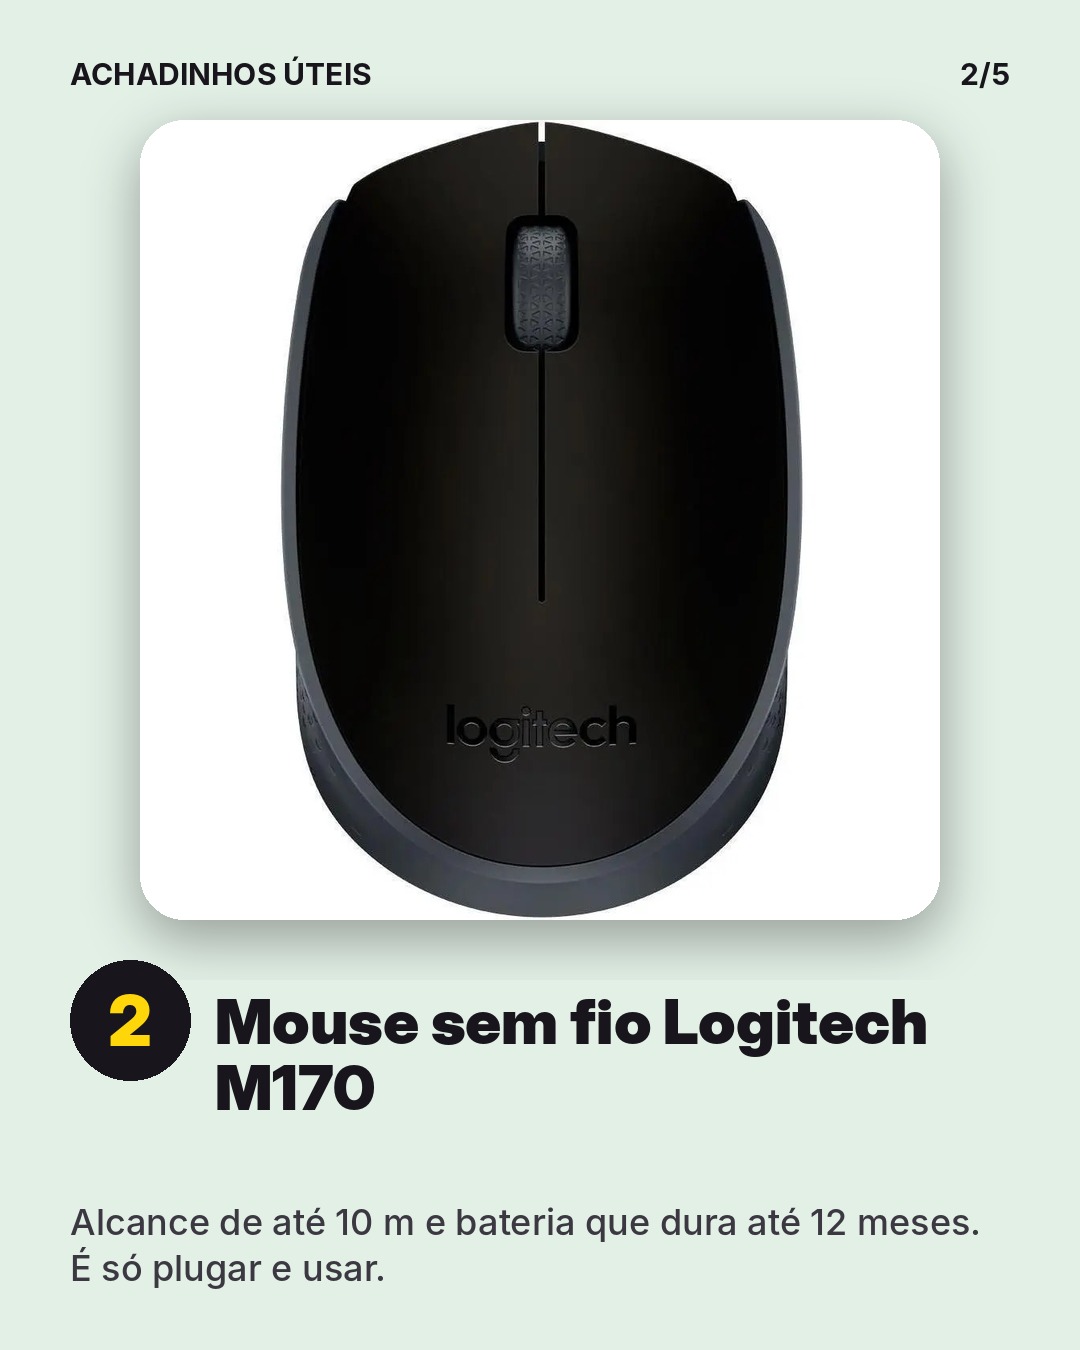 ACHADINHOS ÚTEIS
2/5
logitech
2
Mouse sem fio Logitech
M170
Alcance de até 10 m e bateria que dura até 12 meses.
É só plugar e usar.